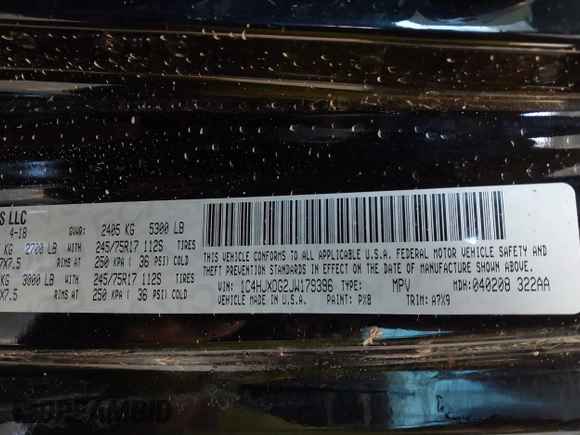 S LLC
4-18 GVWR: 2405 KG 5300 LB
KG 2700 LB WITH 245/75R17 112S TIRES
7X7.5 RIMS AT 250 KPA ( 36 PSI) COLD
KG 3000 LB WITH 245/75R17 112S TIRES
7X7.5 RIMS AT 250 KPA ( 36 PSI) COLD
THIS VEHICLE CONFORMS TO ALL APPLICABLE U.S.A. FEDERAL MOTOR VEHICLE SAFETY AND
THEFT PREVENTION STANDARDS IN EFFECT ON THE DATE OF MANUFACTURE SHOWN ABOVE.
VIN: 1C4HJXDG2JW179396 TYPE: MPV MDH: 040208 322AA
VEHICLE MADE IN U.S.A. PAINT: PX8 TRIM: A7X9
DREAMBID